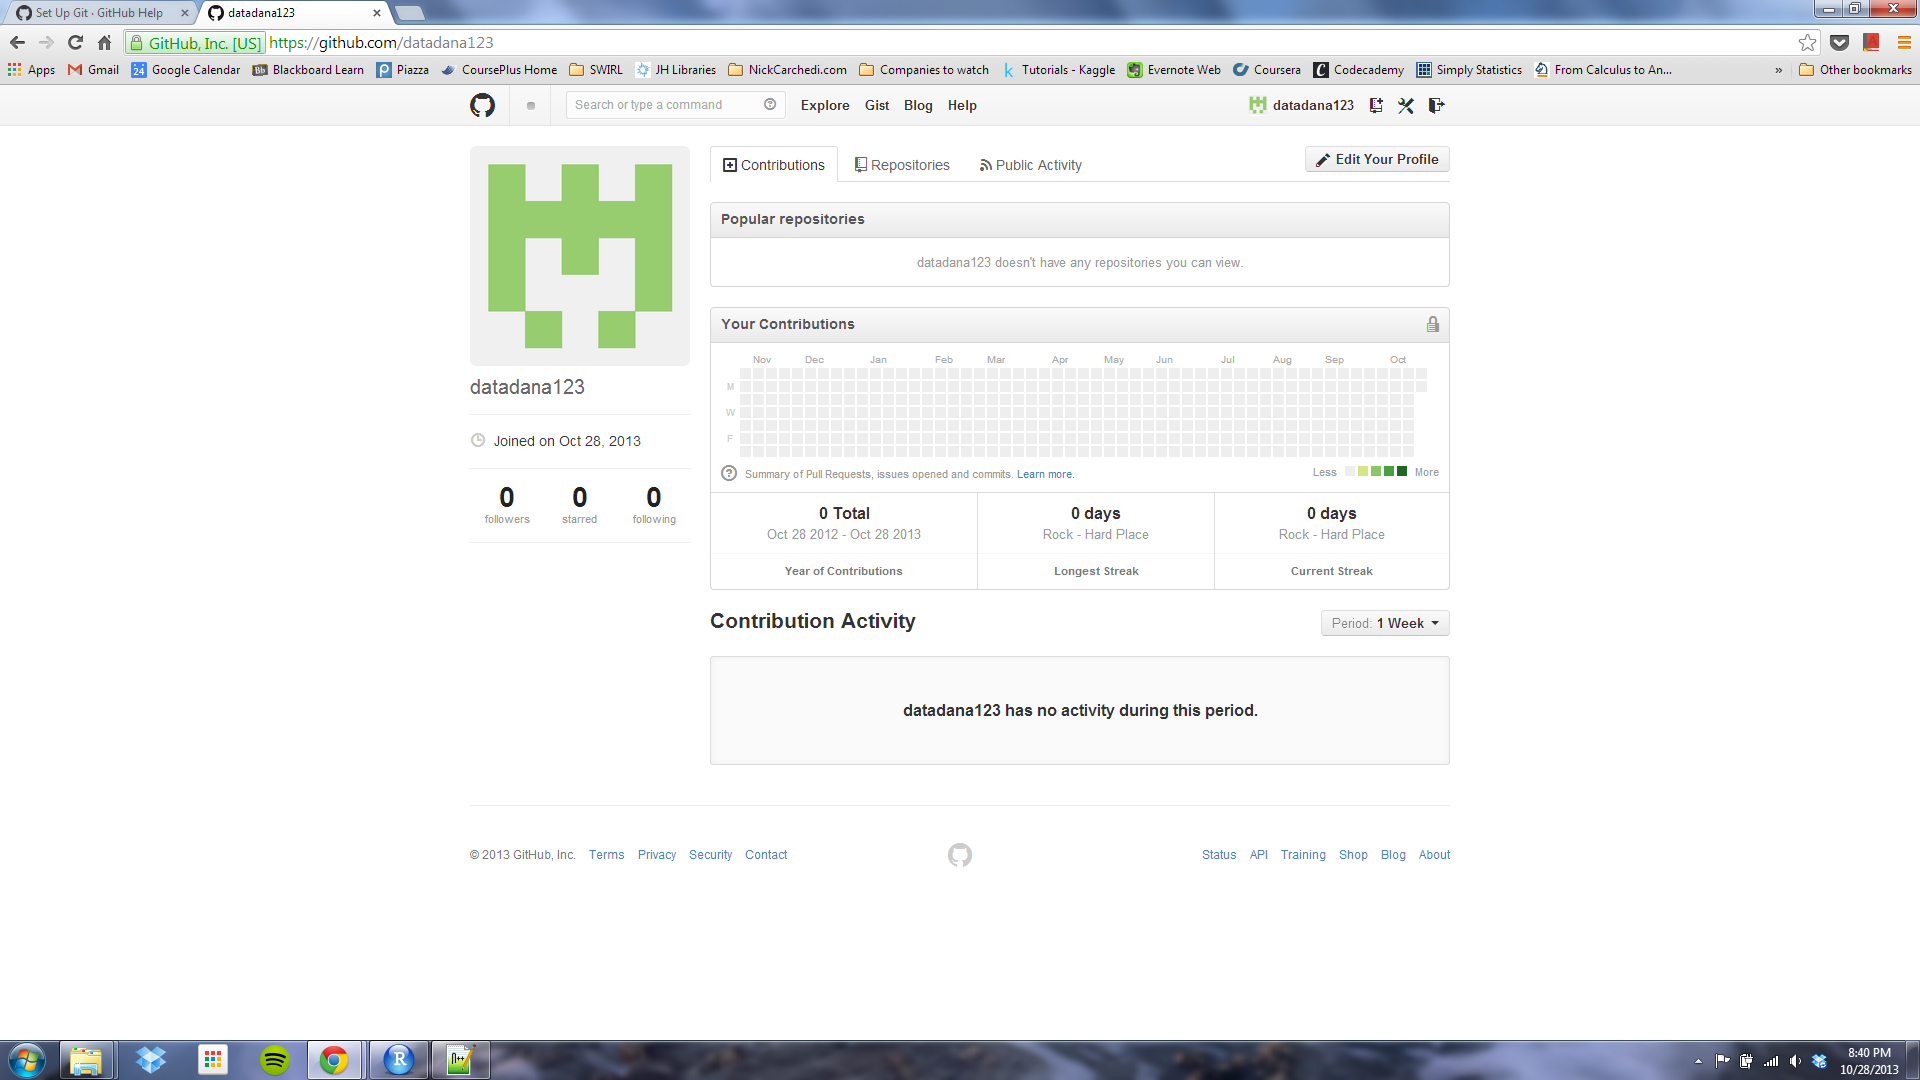 Set Up Git · GitHub Help
datadana123
GitHub, Inc. [US] https://github.com/datadana123
Apps Gmail 24 Google Calendar Bb Blackboard Learn Piazza CoursePlus Home SWIRL JH Libraries NickCarchedi.com Companies to watch Tutorials - Kaggle Evernote Web Coursera Codecademy Simply Statistics From Calculus to An... » Other bookmarks
Search or type a command
Explore Gist Blog Help
datadana123
Contributions Repositories Public Activity
Edit Your Profile
Popular repositories
datadana123 doesn't have any repositories you can view.
datadana123
Joined on Oct 28, 2013
0 followers
0 starred
0 following
Your Contributions
Nov Dec Jan Feb Mar Apr May Jun Jul Aug Sep Oct
M
W
F
Summary of Pull Requests, issues opened and commits. Learn more.
Less More
0 Total
Oct 28 2012 - Oct 28 2013
Year of Contributions
0 days
Rock - Hard Place
Longest Streak
0 days
Rock - Hard Place
Current Streak
Contribution Activity
Period: 1 Week
datadana123 has no activity during this period.
© 2013 GitHub, Inc. Terms Privacy Security Contact
Status API Training Shop Blog About
R
8:40 PM
10/28/2013